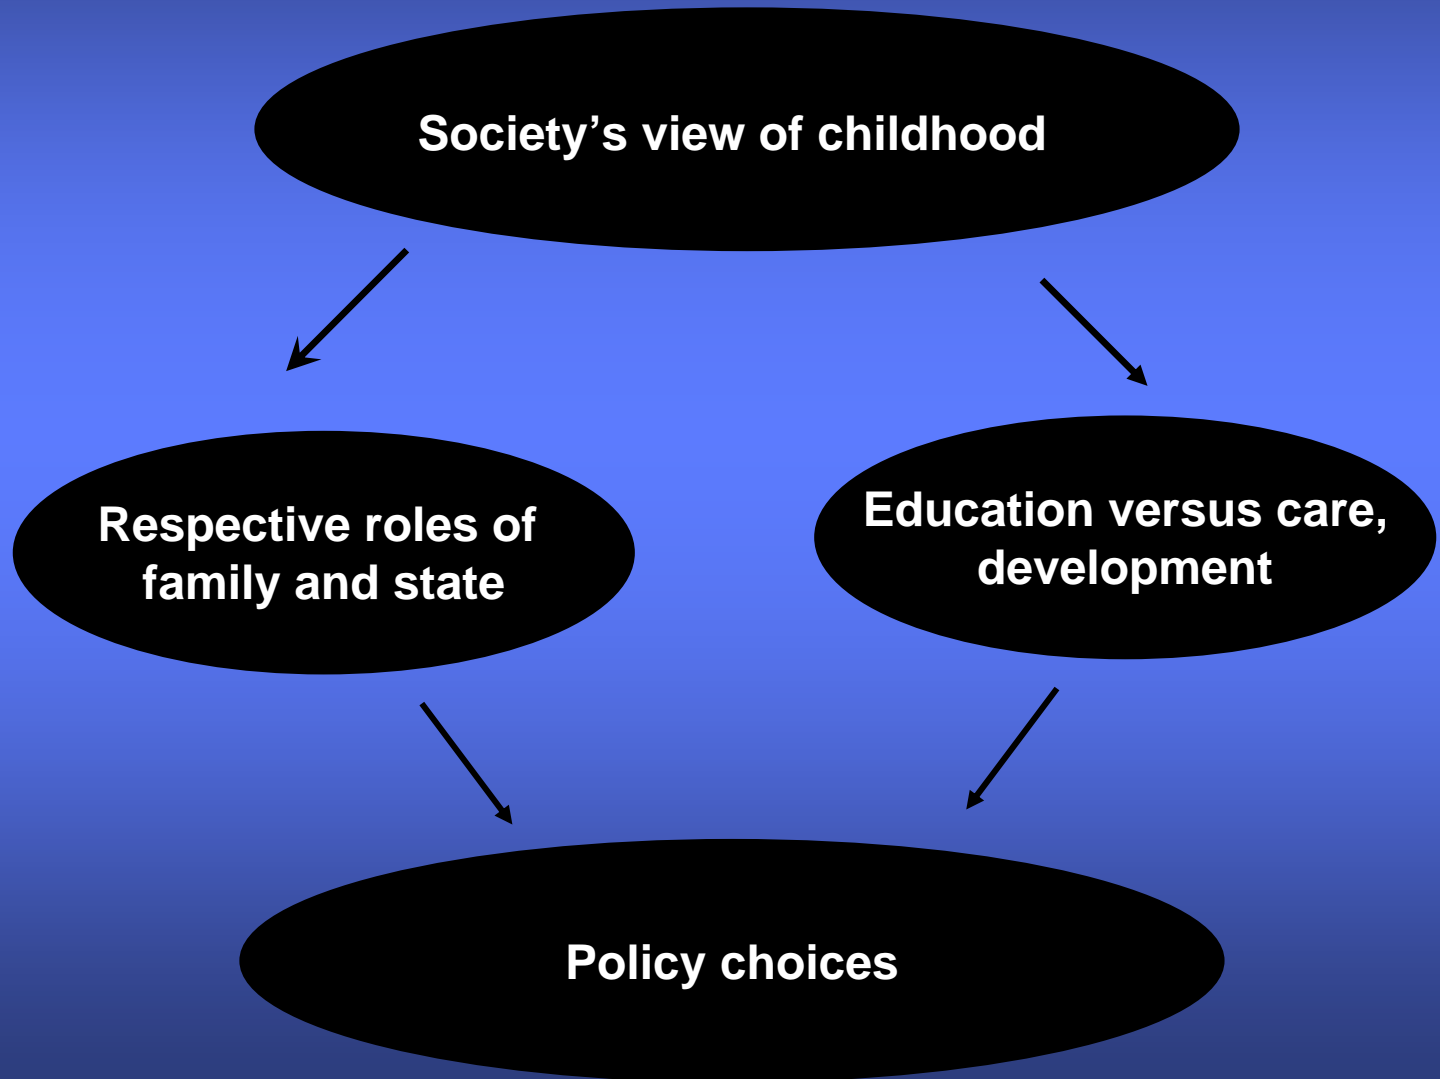 Society’s view of childhood
Respective roles of
family and state
Education versus care,
development
Policy choices